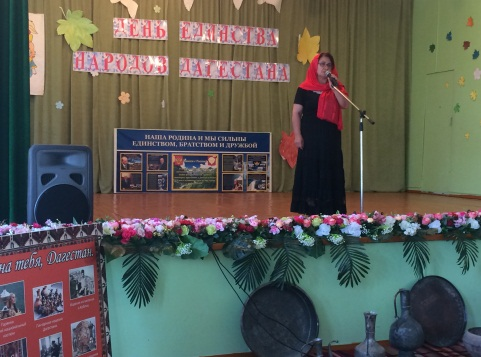 ДЕНЬ ЕДИНСТВА
НАРОДОВ ДАГЕСТАНА
НАША РОДИНА И МЫ СИЛЬНЫ
ЕДИНСТВОМ, БРАТСТВОМ И ДРУЖБОЙ
на тебя, Дагестан